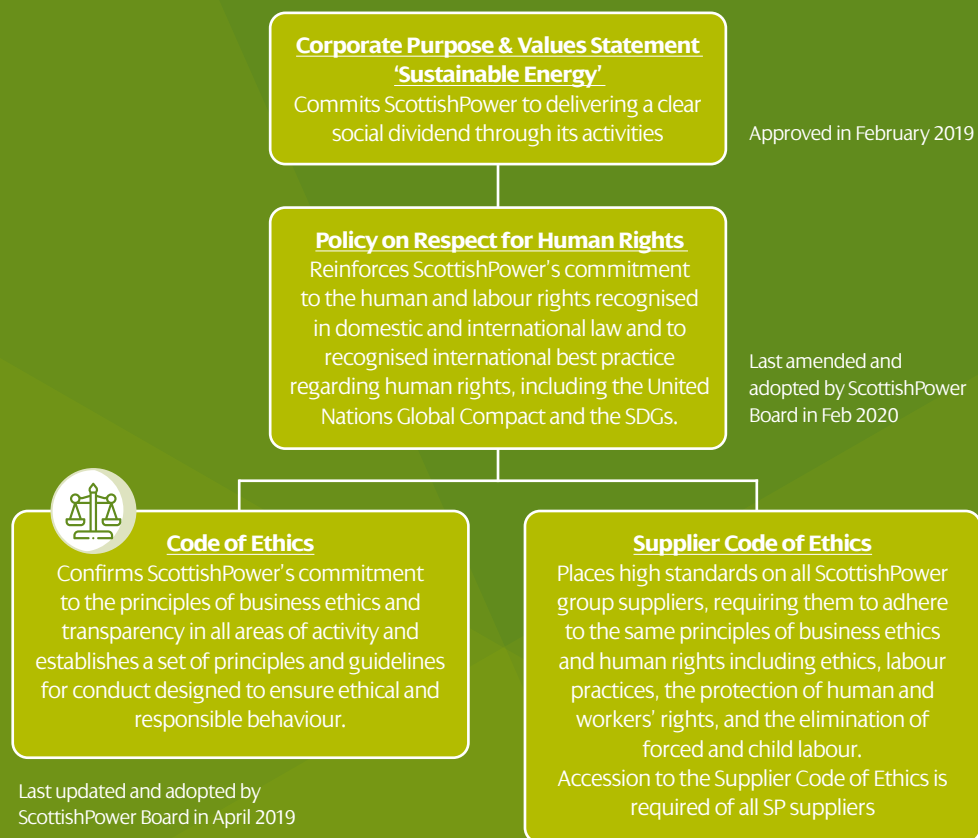 Corporate Purpose & Values Statement
‘Sustainable Energy’
Commits ScottishPower to delivering a clear
social dividend through its activities
Approved in February 2019
Policy on Respect for Human Rights
Reinforces ScottishPower’s commitment
to the human and labour rights recognised
in domestic and international law and to
recognised international best practice
regarding human rights, including the United
Nations Global Compact and the SDGs.
Last amended and
adopted by ScottishPower
Board in Feb 2020
Code of Ethics
Confirms ScottishPower’s commitment
to the principles of business ethics and
transparency in all areas of activity and
establishes a set of principles and guidelines
for conduct designed to ensure ethical and
responsible behaviour.
Last updated and adopted by
ScottishPower Board in April 2019
Supplier Code of Ethics
Places high standards on all ScottishPower
group suppliers, requiring them to adhere
to the same principles of business ethics
and human rights including ethics, labour
practices, the protection of human and
workers’ rights, and the elimination of
forced and child labour.
Accession to the Supplier Code of Ethics is
required of all SP suppliers